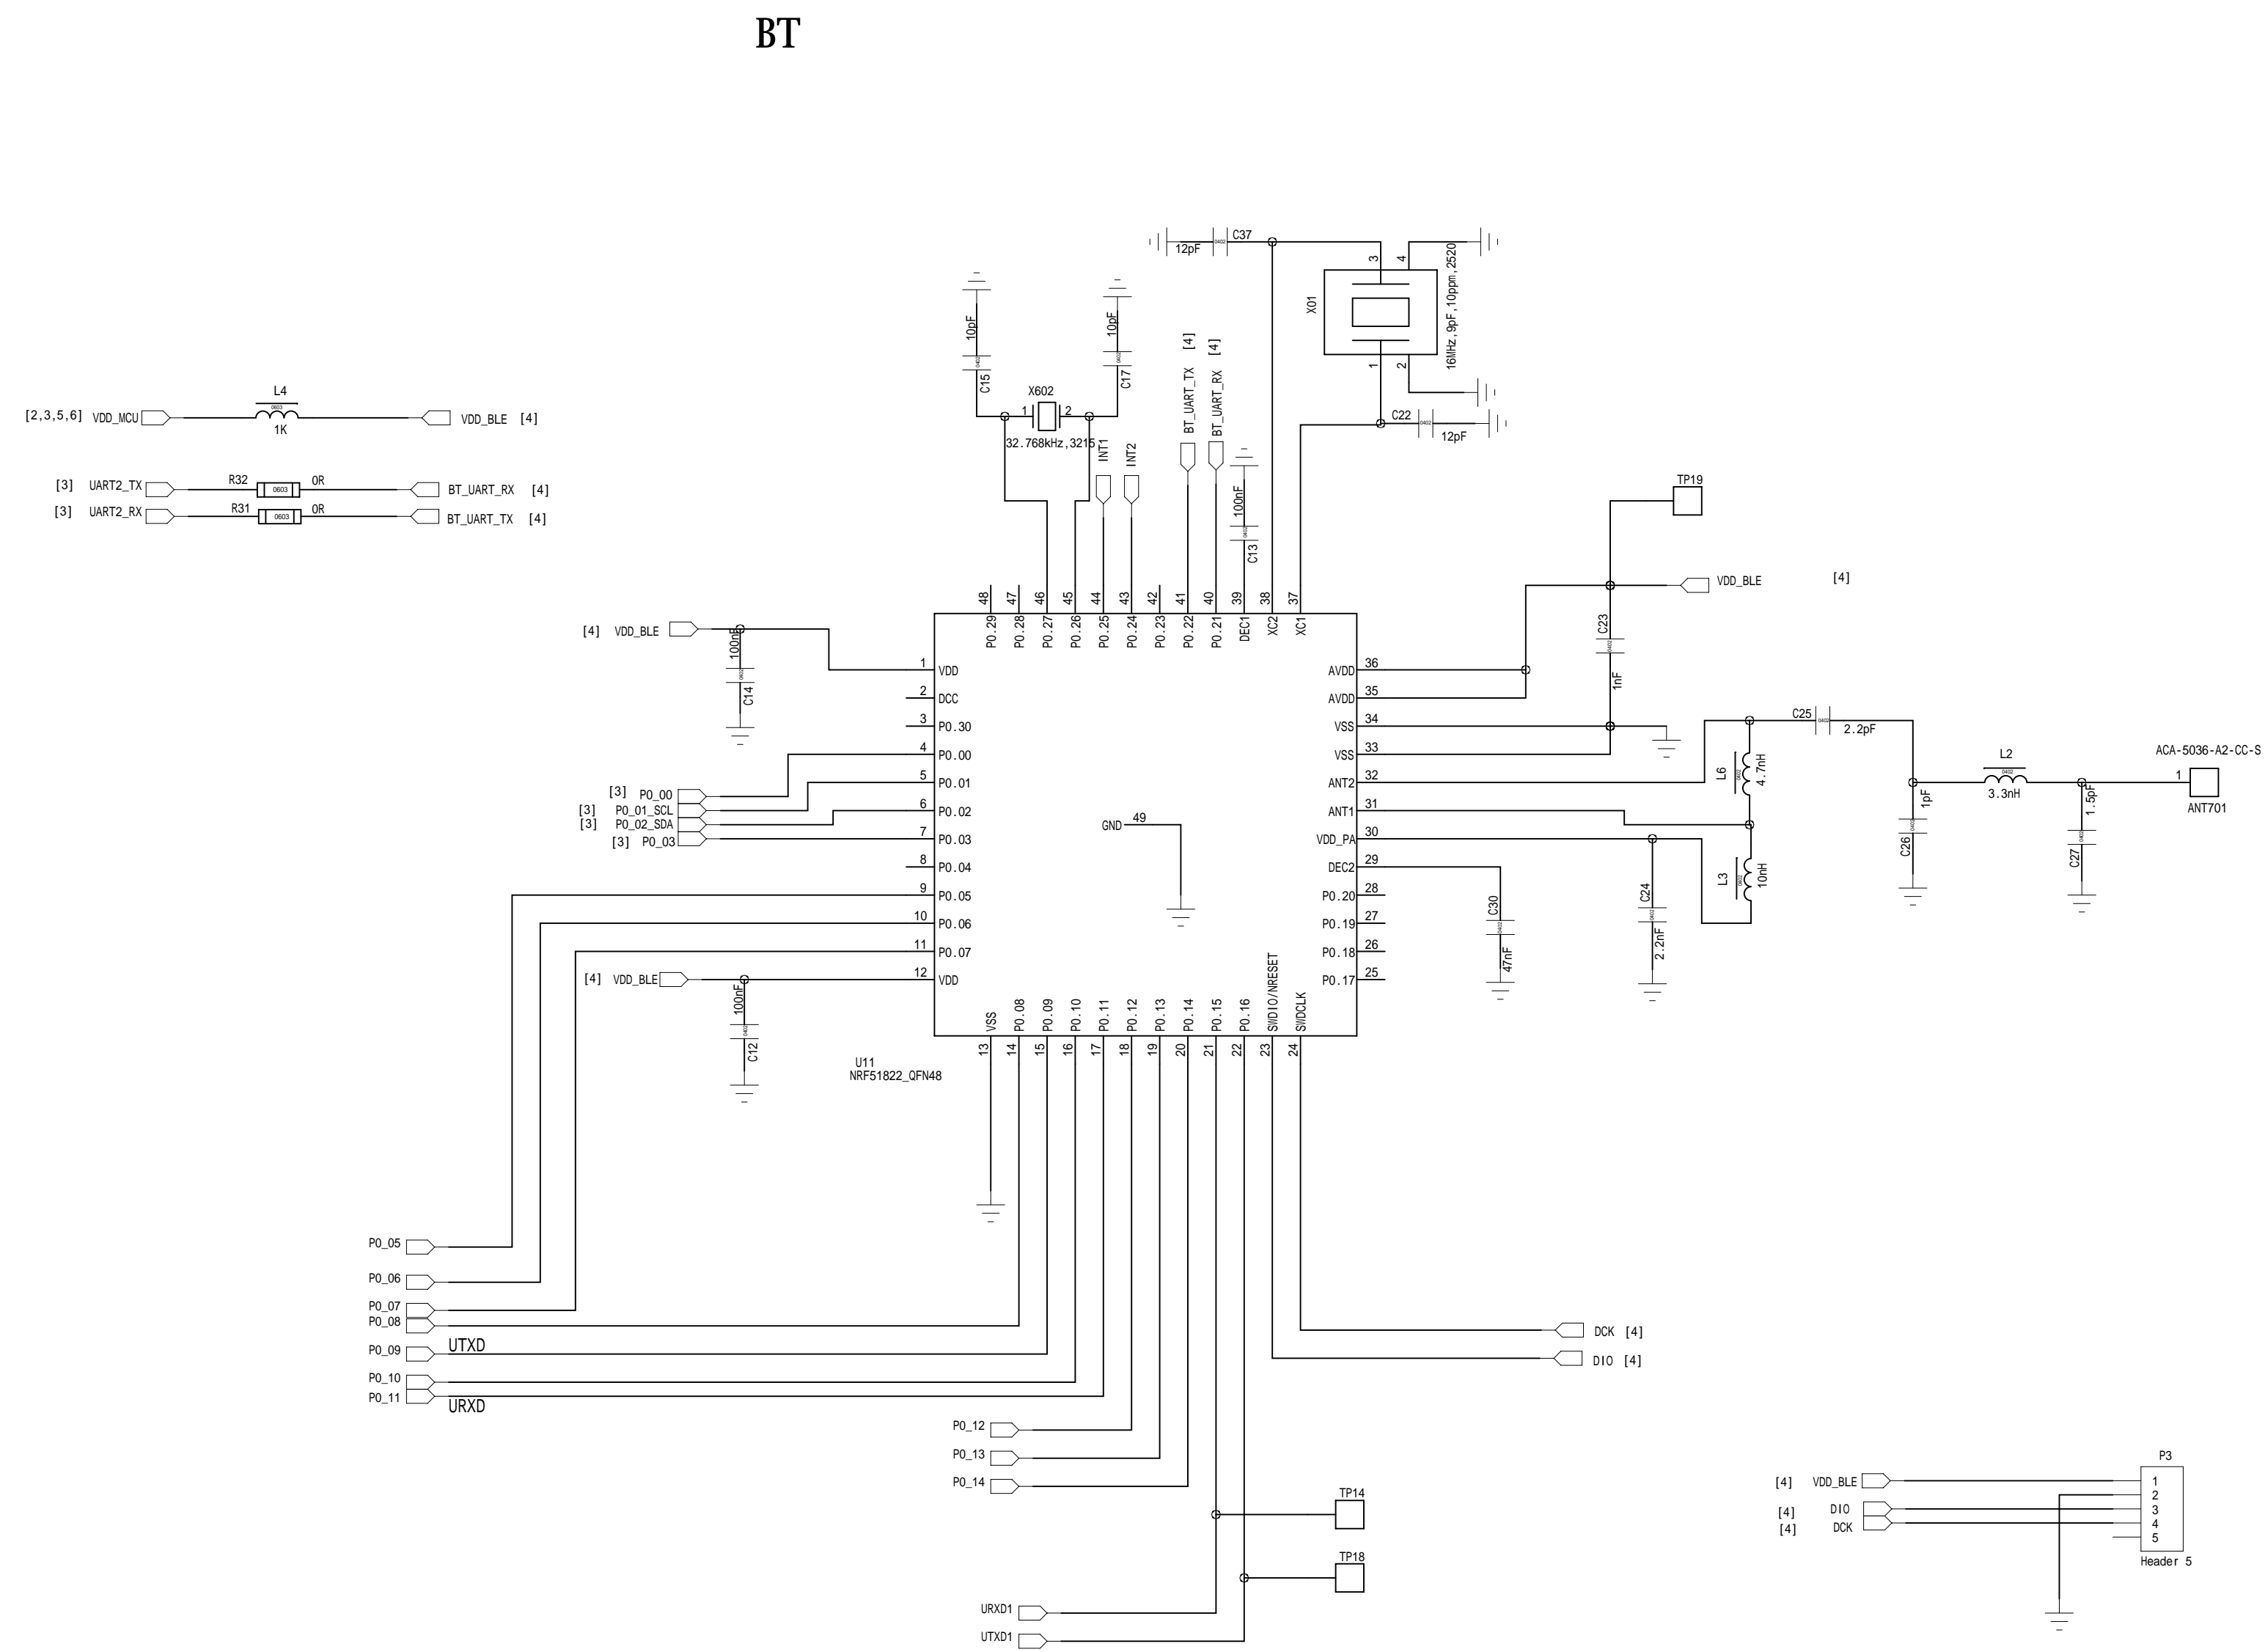 BT
C37
12pF
3
4
X01
16MHz,9pF,10ppm,2520
1
2
C22
12pF
10pF
C15
10pF
C17
X602
1
2
32.768kHz,3215
INT1
INT2
BT_UART_TX [4]
BT_UART_RX [4]
100nF
C13
L4
0603
[2,3,5,6] VDD_MCU
VDD_BLE [4]
1K
[3] UART2_TX
R32
0603
0R
BT_UART_RX [4]
[3] UART2_RX
R31
0603
0R
BT_UART_TX [4]
TP19
VDD_BLE [4]
C23
1nF
48 47 46 45 44 43 42 41 40 39 38 37
P0.29 P0.28 P0.27 P0.26 P0.25 P0.24 P0.23 P0.22 P0.21 DEC1 XC2 XC1
[4] VDD_BLE
100nF
C14
1 VDD
2 DCC
3 P0.30
4 P0.00
5 P0.01
6 P0.02
7 P0.03
8 P0.04
9 P0.05
10 P0.06
11 P0.07
12 VDD
[3] P0_00
[3] P0_01_SCL
[3] P0_02_SDA
[3] P0_03
[4] VDD_BLE
100nF
C12
GND 49
AVDD 36
AVDD 35
VSS 34
VSS 33
ANT2 32
ANT1 31
VDD_PA 30
DEC2 29
P0.20 28
P0.19 27
P0.18 26
P0.17 25
C25
2.2pF
L6
4.7nH
L3
10nH
C24
2.2nF
C30
47nF
1pF
C26
L2
0402
3.3nH
1.5pF
C27
ACA-5036-A2-CC-S
1
ANT701
VSS P0.08 P0.09 P0.10 P0.11 P0.12 P0.13 P0.14 P0.15 P0.16 SWDIO/NRESET SWDCLK
13 14 15 16 17 18 19 20 21 22 23 24
U11
NRF51822_QFN48
P0_05
P0_06
P0_07
P0_08
P0_09
UTXD
P0_10
P0_11
URXD
DCK [4]
DIO [4]
P0_12
P0_13
P0_14
TP14
TP18
URXD1
UTXD1
P3
[4] VDD_BLE
1
2
[4] DIO
3
[4] DCK
4
5
Header 5